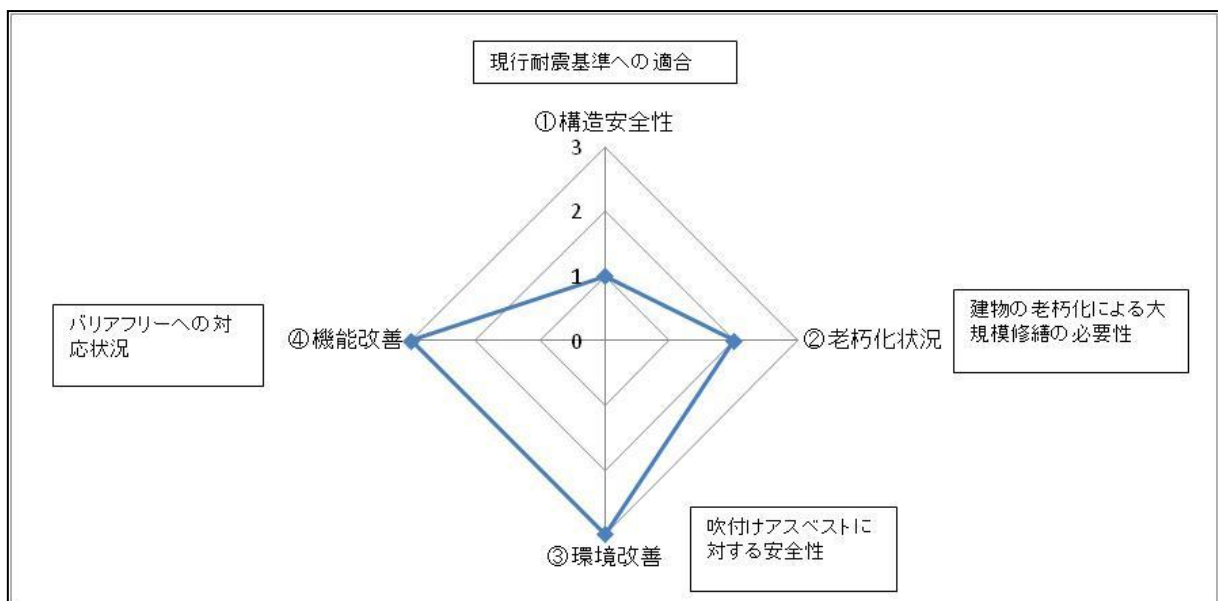 現行耐震基準への適合
①構造安全性
3
2
1
0
バリアフリーへの対
応状況
④機能改善
②老朽化状況
建物の老朽化による大
規模修繕の必要性
吹付けアスベストに
対する安全性
③環境改善